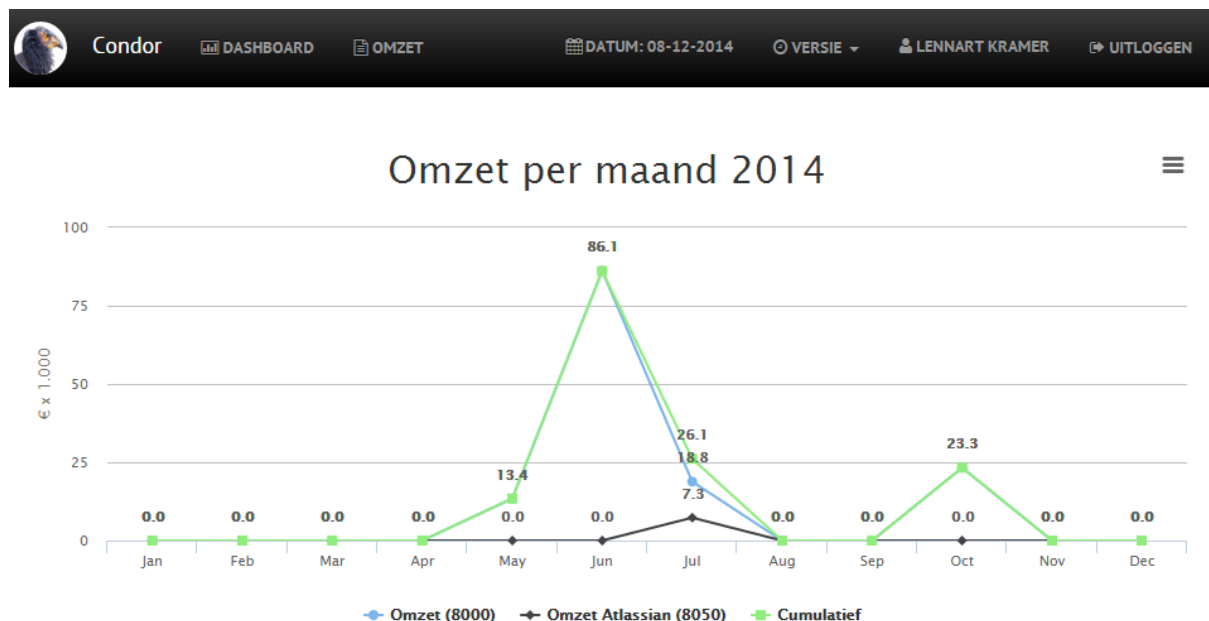 Condor DASHBOARD OMZET DATUM: 08-12-2014 VERSIE LENNART KRAMER UITLOGGEN
Omzet per maand 2014
€ x 1.000
100
75
50
25
0
86.1
26.1
18.8
7.3
23.3
13.4
0.0 0.0 0.0 0.0 0.0 0.0 0.0 0.0 0.0 0.0 0.0
Jan Feb Mar Apr May Jun Jul Aug Sep Oct Nov Dec
Omzet (8000) Omzet Atlassian (8050) Cumulatief